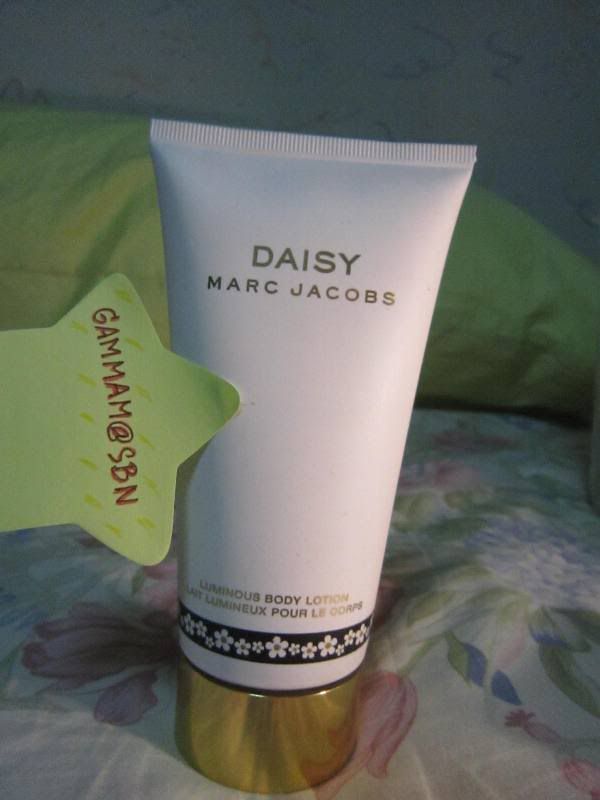 DAISY
MARC JACOBS
GAMMAM@SBN
LUMINOUS BODY LOTION
LAIT LUMINEUX POUR LE CORPS